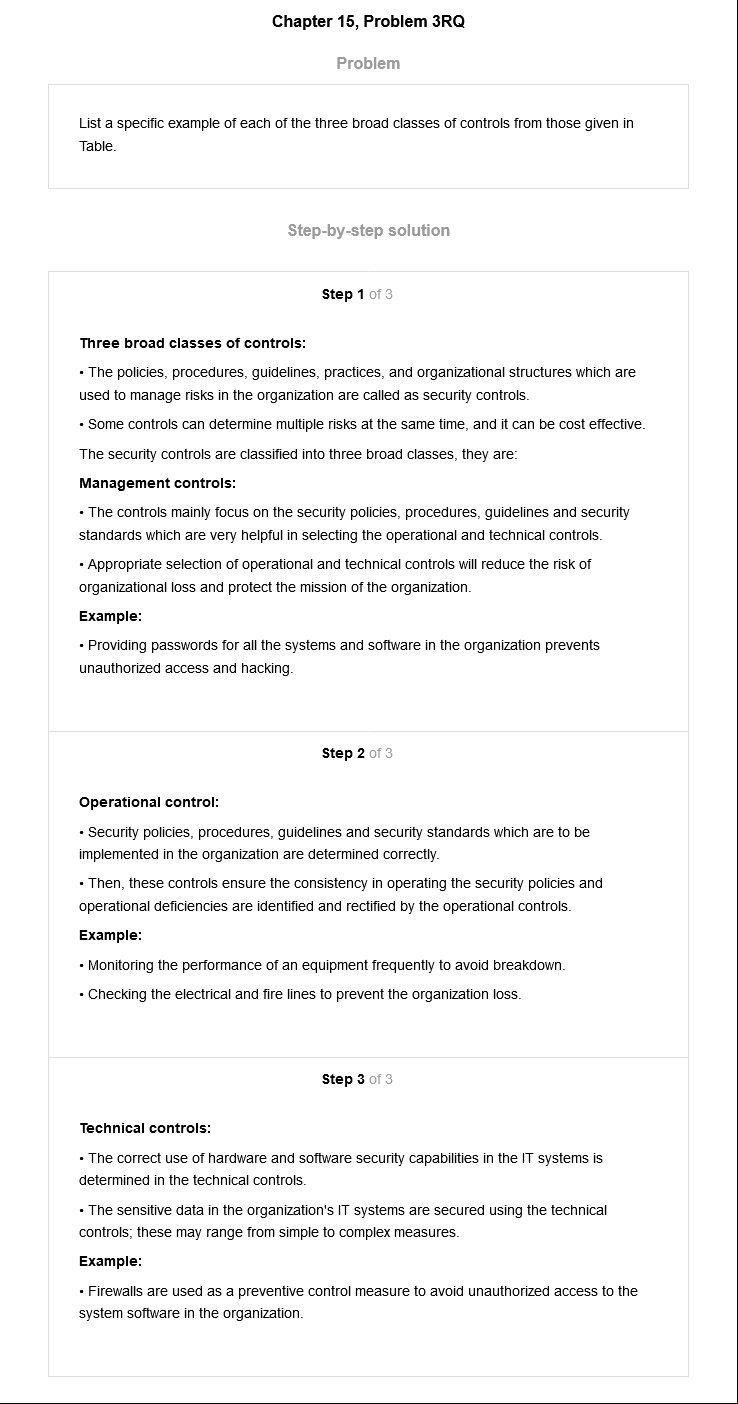 Chapter 15, Problem 3RQ
Problem
List a specific example of each of the three broad classes of controls from those given in
Table.
Step-by-step solution
Step 1 of 3
Three broad classes of controls:
• The policies, procedures, guidelines, practices, and organizational structures which are
used to manage risks in the organization are called as security controls.
• Some controls can determine multiple risks at the same time, and it can be cost effective.
The security controls are classified into three broad classes, they are:
Management controls:
• The controls mainly focus on the security policies, procedures, guidelines and security
standards which are very helpful in selecting the operational and technical controls.
• Appropriate selection of operational and technical controls will reduce the risk of
organizational loss and protect the mission of the organization.
Example:
• Providing passwords for all the systems and software in the organization prevents
unauthorized access and hacking.
Step 2 of 3
Operational control:
• Security policies, procedures, guidelines and security standards which are to be
implemented in the organization are determined correctly.
• Then, these controls ensure the consistency in operating the security policies and
operational deficiencies are identified and rectified by the operational controls.
Example:
• Monitoring the performance of an equipment frequently to avoid breakdown.
• Checking the electrical and fire lines to prevent the organization loss.
Step 3 of 3
Technical controls:
• The correct use of hardware and software security capabilities in the IT systems is
determined in the technical controls.
• The sensitive data in the organization's IT systems are secured using the technical
controls; these may range from simple to complex measures.
Example:
• Firewalls are used as a preventive control measure to avoid unauthorized access to the
system software in the organization.